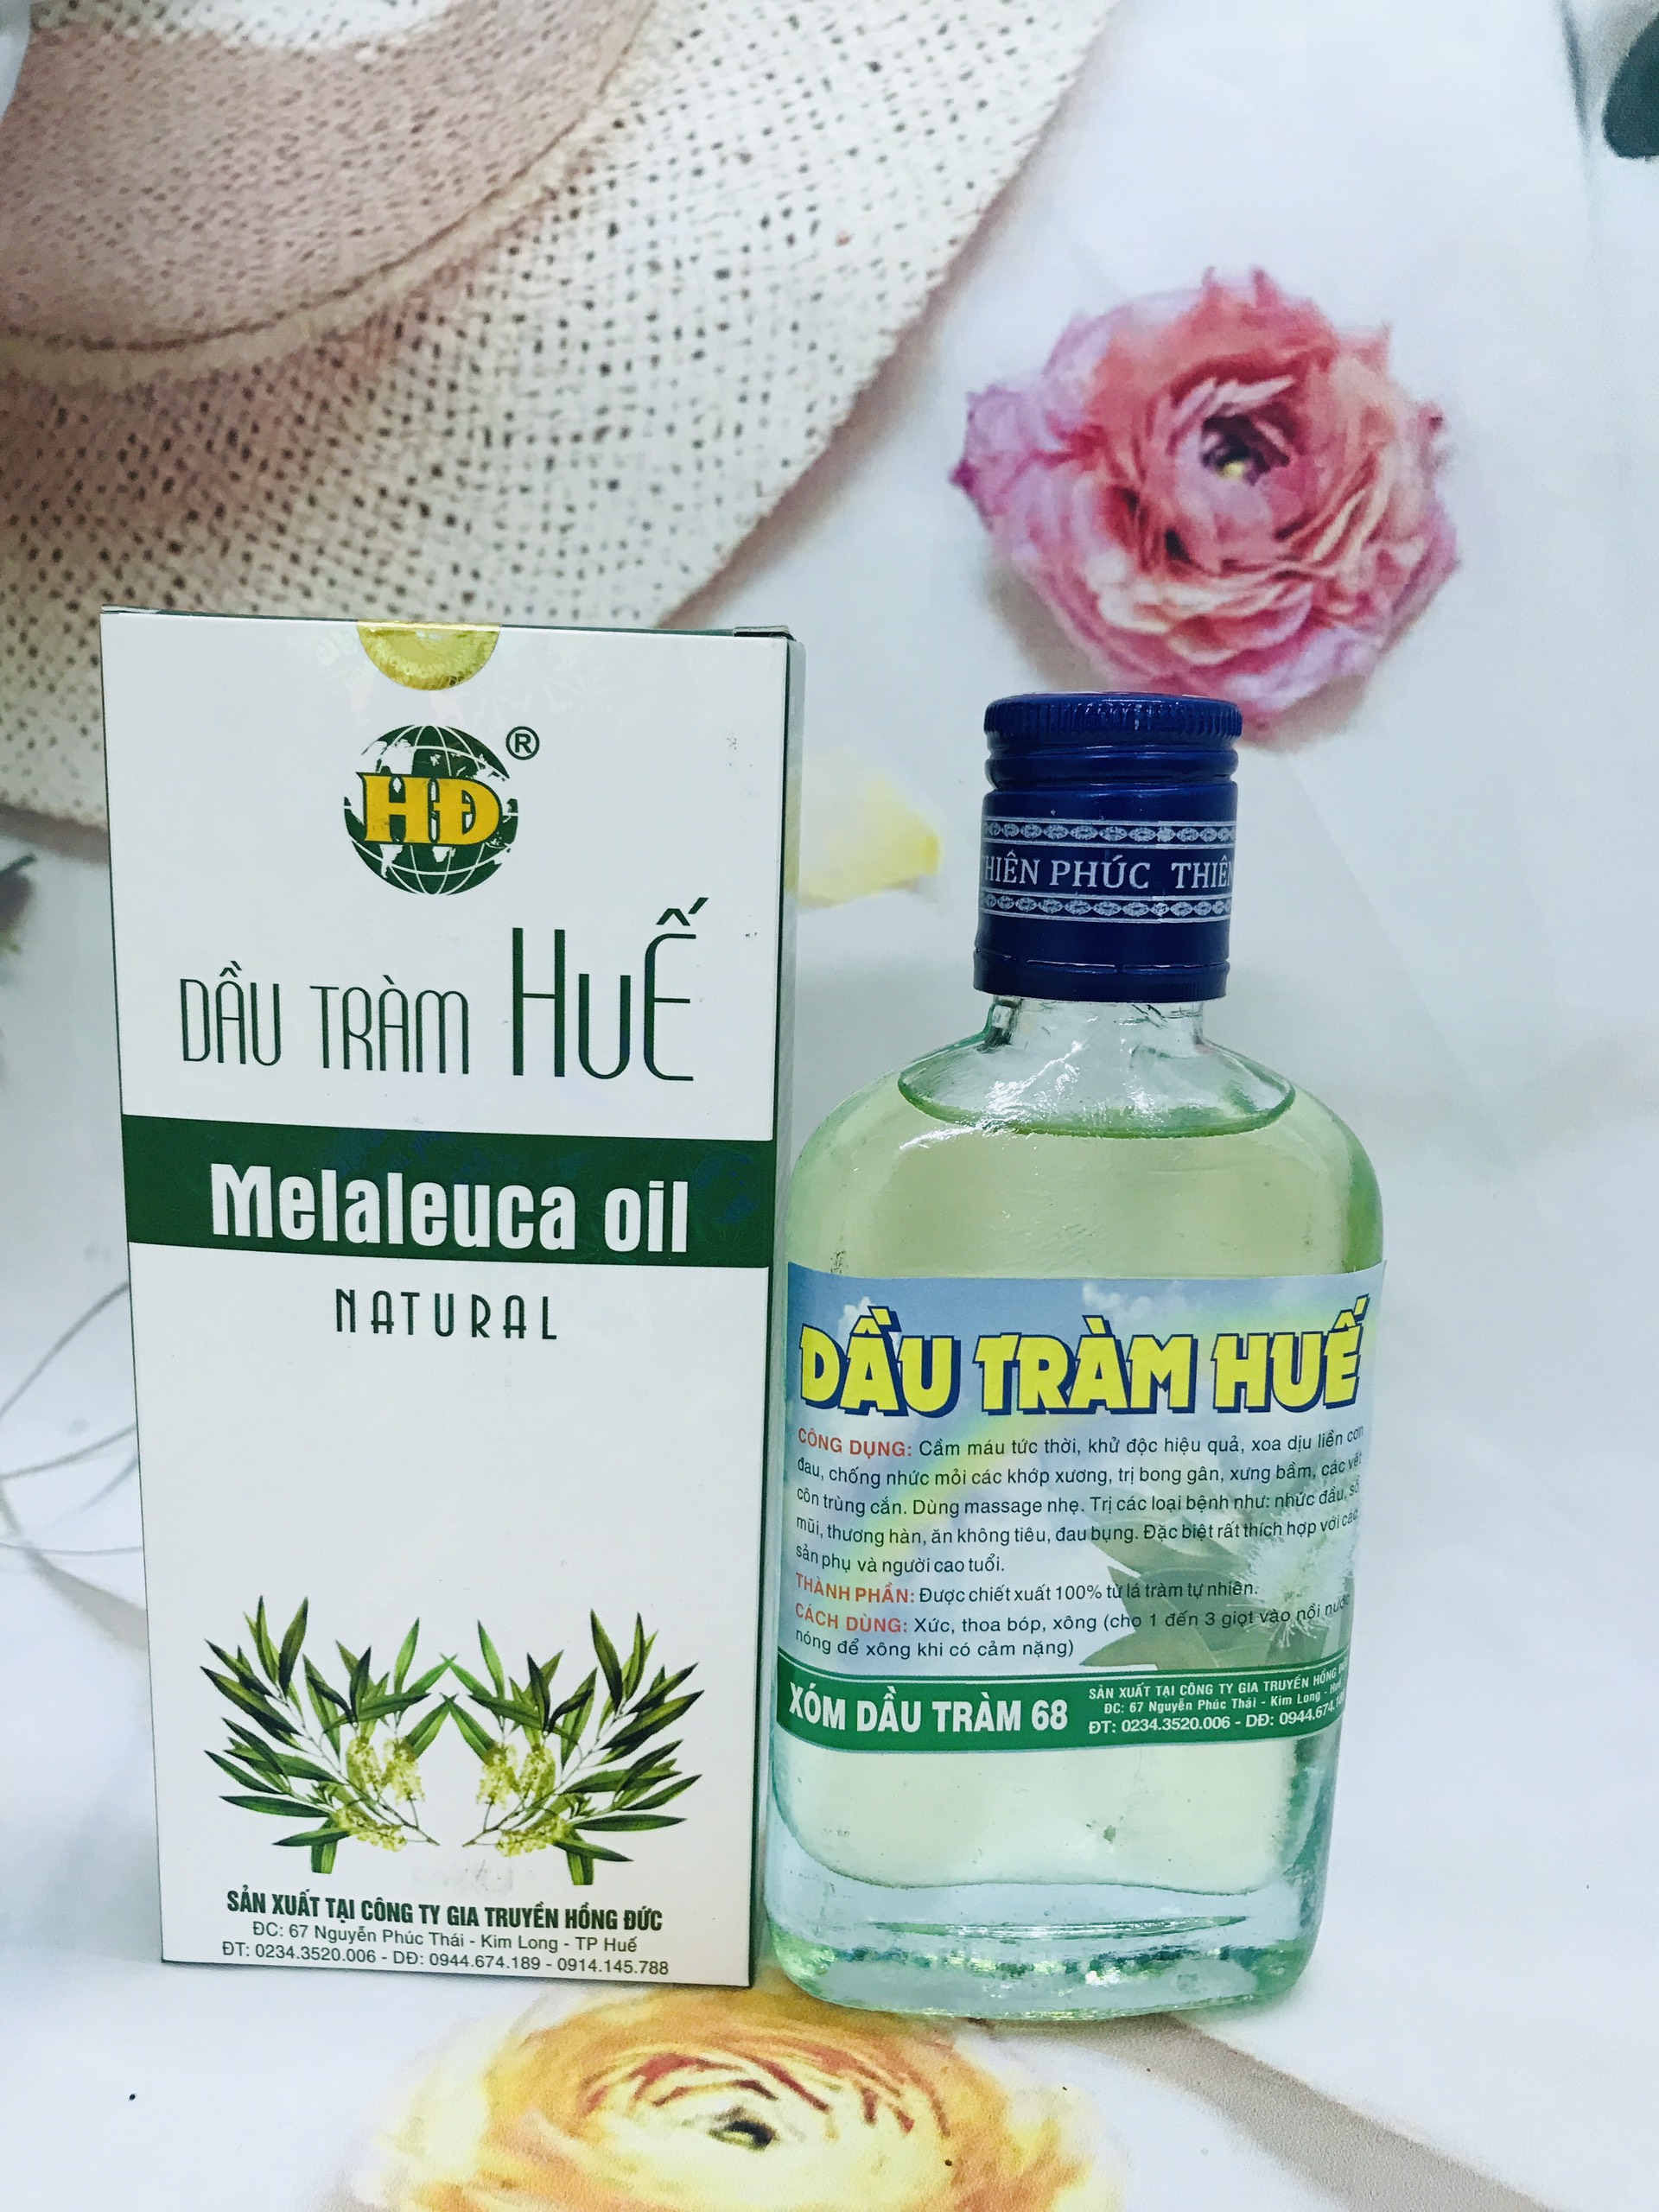 HĐ®
DẦU TRÀM HUẾ
Melaleuca oil
NATURAL
SẢN XUẤT TẠI CÔNG TY GIA TRUYỀN HỒNG ĐỨC
ĐC: 67 Nguyễn Phúc Thái - Kim Long - TP Huế
ĐT: 0234.3520.006 - DĐ: 0944.674.189 - 0914.145.788
PHÚC
DẦU TRÀM HUẾ
CÔNG DỤNG: Cầm máu tức thời, khử độc hiệu quả, xoa dịu liền cơn
đau, chống nhức mỏi các khớp xương, trị bong gân, xưng bầm, các vết
côn trùng cắn. Dùng massage nhẹ. Trị các loại bệnh như: nhức đầu, sổ
mũi, thương hàn, ăn không tiêu, đau bụng. Đặc biệt rất thích hợp với các
sản phụ và người cao tuổi.
THÀNH PHẦN: Được chiết xuất 100% từ lá tràm tự nhiên.
CÁCH DÙNG: Xức, thoa bóp, xông (cho 1 đến 3 giọt vào nồi nước
nóng để xông khi có cảm nặng)
XÓM DẦU TRÀM 68
SẢN XUẤT TẠI CÔNG TY GIA TRUYỀN HỒNG
ĐC: 67 Nguyễn Phúc Thái - Kim Long - Huế
ĐT: 0234.3520.006 - DĐ: